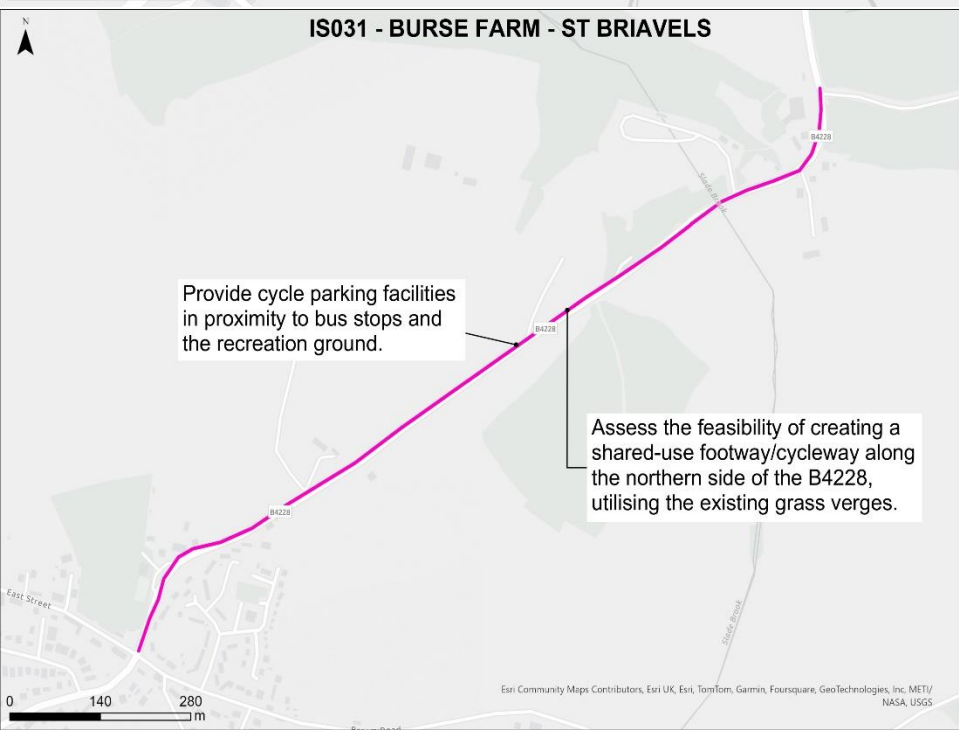 IS031 - BURSE FARM - ST BRIAVELS
N
B4228
Slade Brook
Provide cycle parking facilities
in proximity to bus stops and
the recreation ground.
B4228
Assess the feasibility of creating a
shared-use footway/cycleway along
the northern side of the B4228,
utilising the existing grass verges.
B4228
East Street
Slade Brook
Esri Community Maps Contributors, Esri UK, Esri, TomTom, Garmin, Foursquare, GeoTechnologies, Inc, METI/
NASA, USGS
0 140 280
m